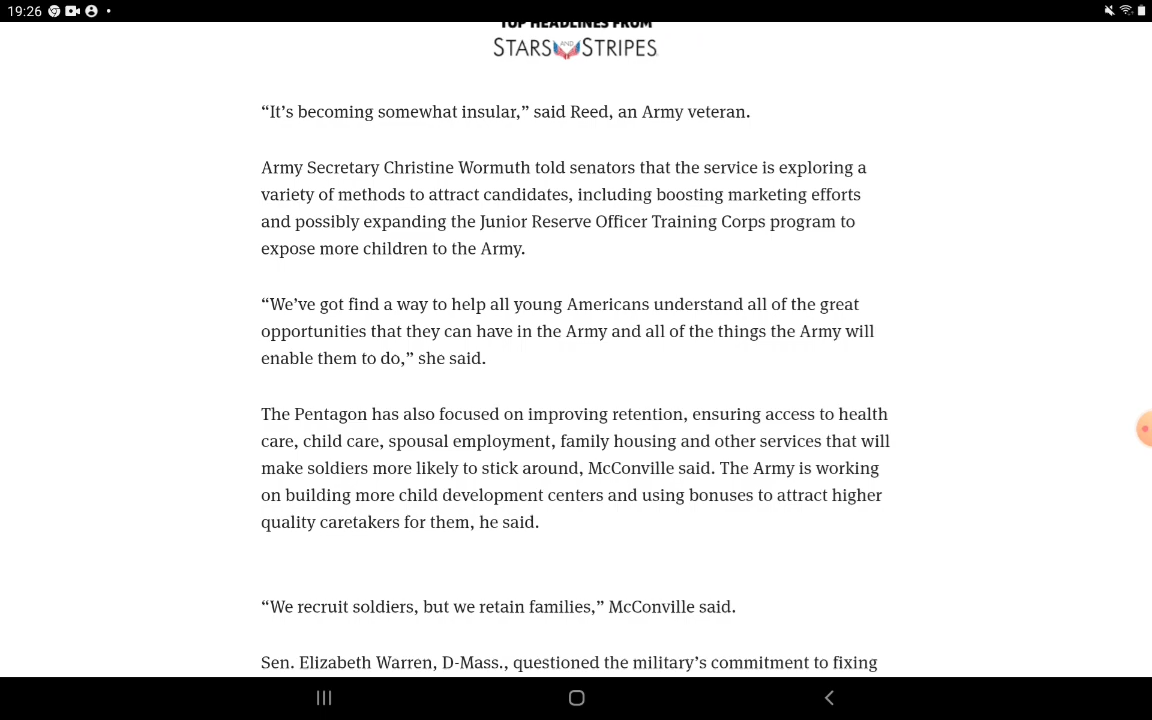 19:26
TOP HEADLINES FROM
STARS AND STRIPES
“It’s becoming somewhat insular,” said Reed, an Army veteran.
Army Secretary Christine Wormuth told senators that the service is exploring a
variety of methods to attract candidates, including boosting marketing efforts
and possibly expanding the Junior Reserve Officer Training Corps program to
expose more children to the Army.
“We’ve got find a way to help all young Americans understand all of the great
opportunities that they can have in the Army and all of the things the Army will
enable them to do,” she said.
The Pentagon has also focused on improving retention, ensuring access to health
care, child care, spousal employment, family housing and other services that will
make soldiers more likely to stick around, McConville said. The Army is working
on building more child development centers and using bonuses to attract higher
quality caretakers for them, he said.
“We recruit soldiers, but we retain families,” McConville said.
Sen. Elizabeth Warren, D-Mass., questioned the military’s commitment to fixing